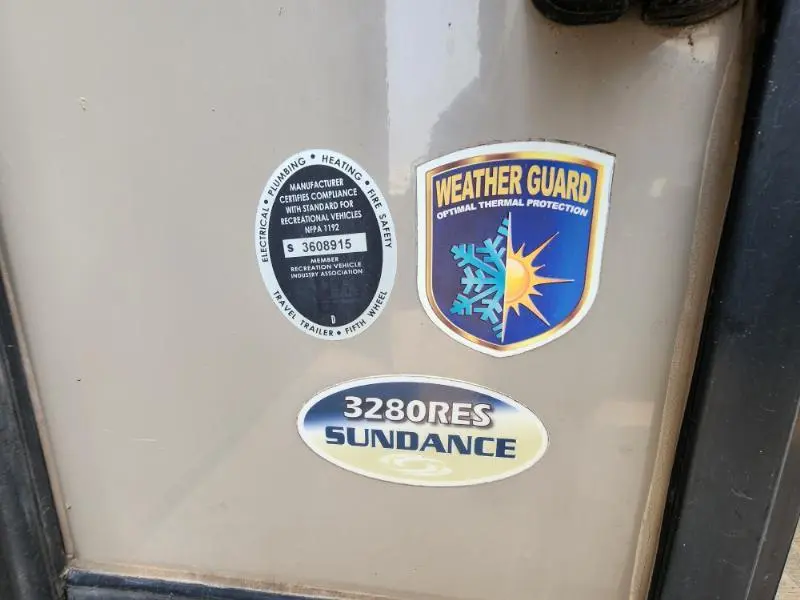 ELECTRICAL • PLUMBING • HEATING • FIRE SAFETY
MANUFACTURER
CERTIFIES COMPLIANCE
WITH STANDARD FOR
RECREATIONAL VEHICLES
NFPA 1192
S 3608915
MEMBER
RECREATION VEHICLE
INDUSTRY ASSOCIATION
D
TRAVEL TRAILER • FIFTH WHEEL
WEATHER GUARD
OPTIMAL THERMAL PROTECTION
3280RES
SUNDANCE